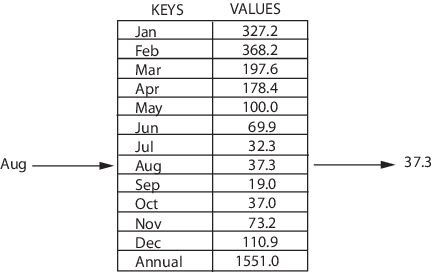 KEYS VALUES
Jan 327.2
Feb 368.2
Mar 197.6
Apr 178.4
May 100.0
Jun 69.9
Jul 32.3
Aug Aug 37.3 37.3
Sep 19.0
Oct 37.0
Nov 73.2
Dec 110.9
Annual 1551.0